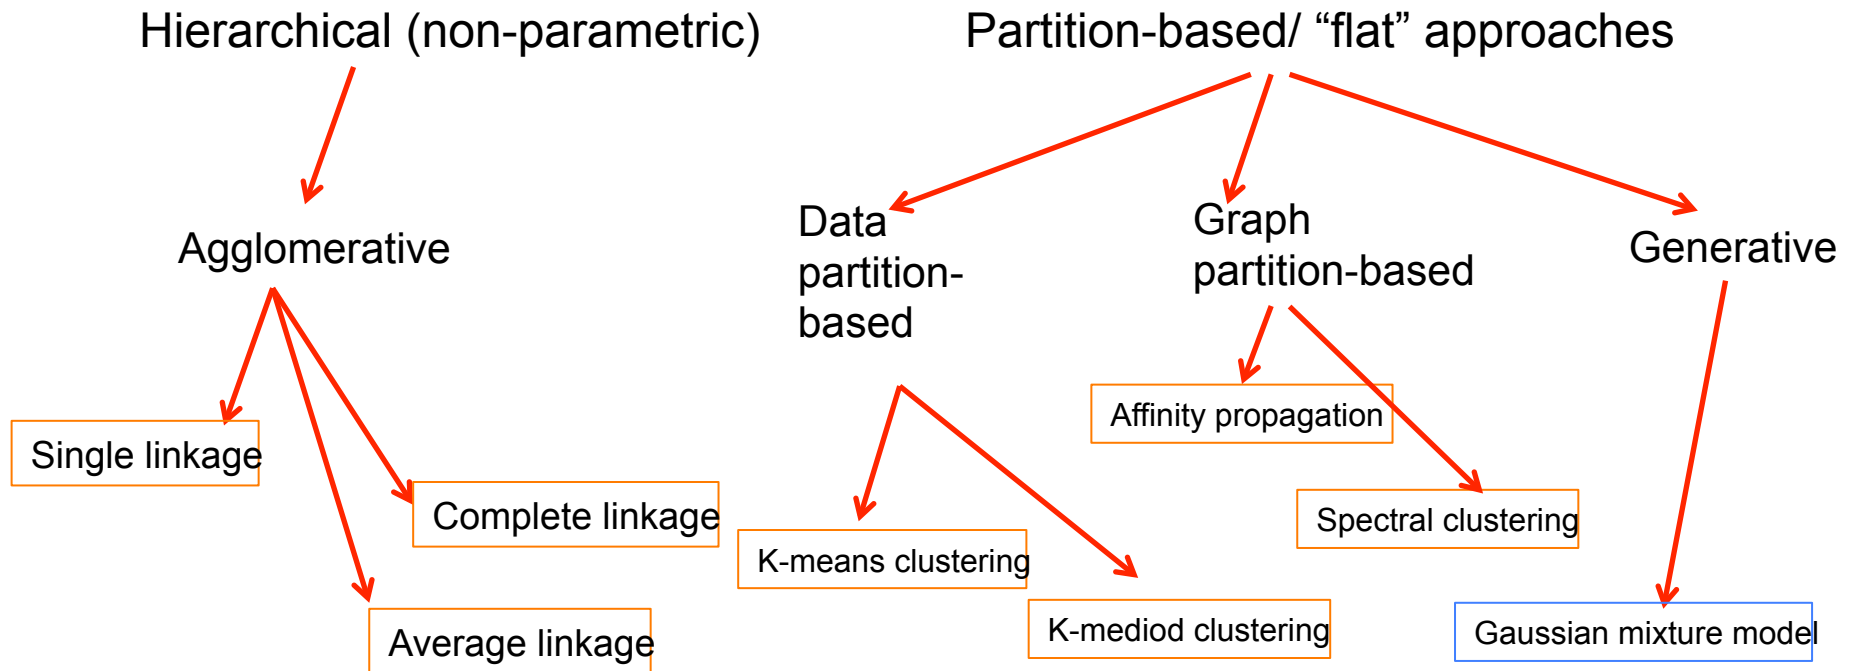 Hierarchical (non-parametric)
Partition-based/ “flat” approaches
Agglomerative
Data
partition-
based
Graph
partition-based
Generative
Single linkage
Complete linkage
Average linkage
K-means clustering
K-mediod clustering
Affinity propagation
Spectral clustering
Gaussian mixture model